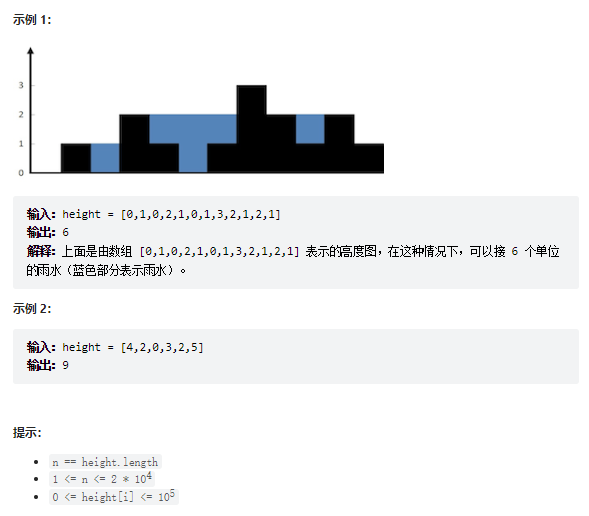 示例 1：
3
2
1
0
输入：height = [0,1,0,2,1,0,1,3,2,1,2,1]
输出：6
解释：上面是由数组 [0,1,0,2,1,0,1,3,2,1,2,1] 表示的高度图，在这种情况下，可以接 6 个单位
的雨水（蓝色部分表示雨水）。
示例 2：
输入：height = [4,2,0,3,2,5]
输出：9
提示：
n == height.length
1 <= n <= 2 * 10⁴
0 <= height[i] <= 10⁵